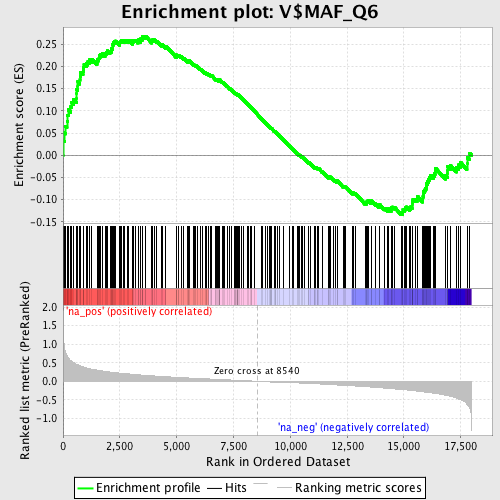 Enrichment plot: V$MAF_Q6
Enrichment score (ES)
0.25
0.20
0.15
0.10
0.05
0.00
-0.05
-0.10
-0.15
'na_pos' (positively correlated)
Ranked list metric (PreRanked)
2.0
1.5
1.0
0.5
0.0
-0.5
-1.0
Zero cross at 8540
'na_neg' (negatively correlated)
0
2,500
5,000
7,500
10,000
12,500
15,000
17,500
Rank in Ordered Dataset
Enrichment profile
Hits
Ranking metric scores